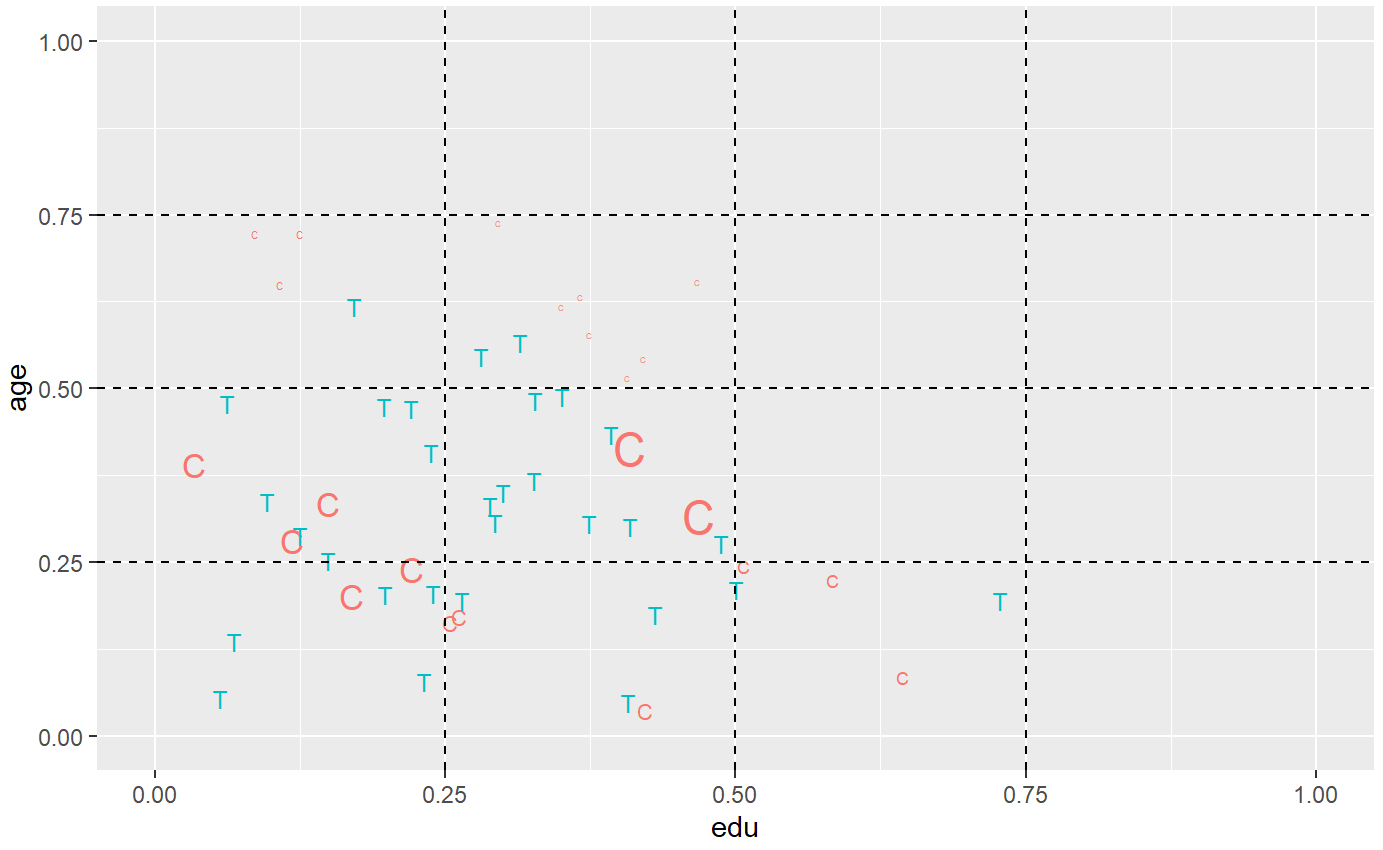 1.00
0.75
C C C
C C
C C
T C
T T C
C
0.50
T T T T T
T T C
T C
C T
T T
T C T T T T C
T C T
0.25
T C C
C T T T T C T
T C C T
T
T C
T T C
0.00
0.00 0.25 0.50 0.75 1.00
age
edu